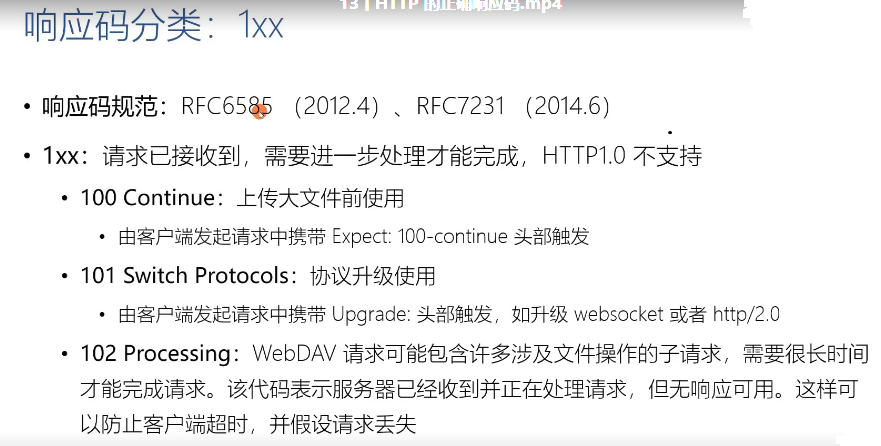 13 | HTTP 的正确响应码.mp4
响应码分类：1xx
• 响应码规范：RFC6585 （2012.4）、RFC7231 （2014.6）
• 1xx：请求已接收到，需要进一步处理才能完成，HTTP1.0 不支持
• 100 Continue：上传大文件前使用
• 由客户端发起请求中携带 Expect: 100-continue 头部触发
• 101 Switch Protocols：协议升级使用
• 由客户端发起请求中携带 Upgrade: 头部触发，如升级 websocket 或者 http/2.0
• 102 Processing：WebDAV 请求可能包含许多涉及文件操作的子请求，需要很长时间
才能完成请求。该代码表示服务器已经收到并正在处理请求，但无响应可用。这样可
以防止客户端超时，并假设请求丢失